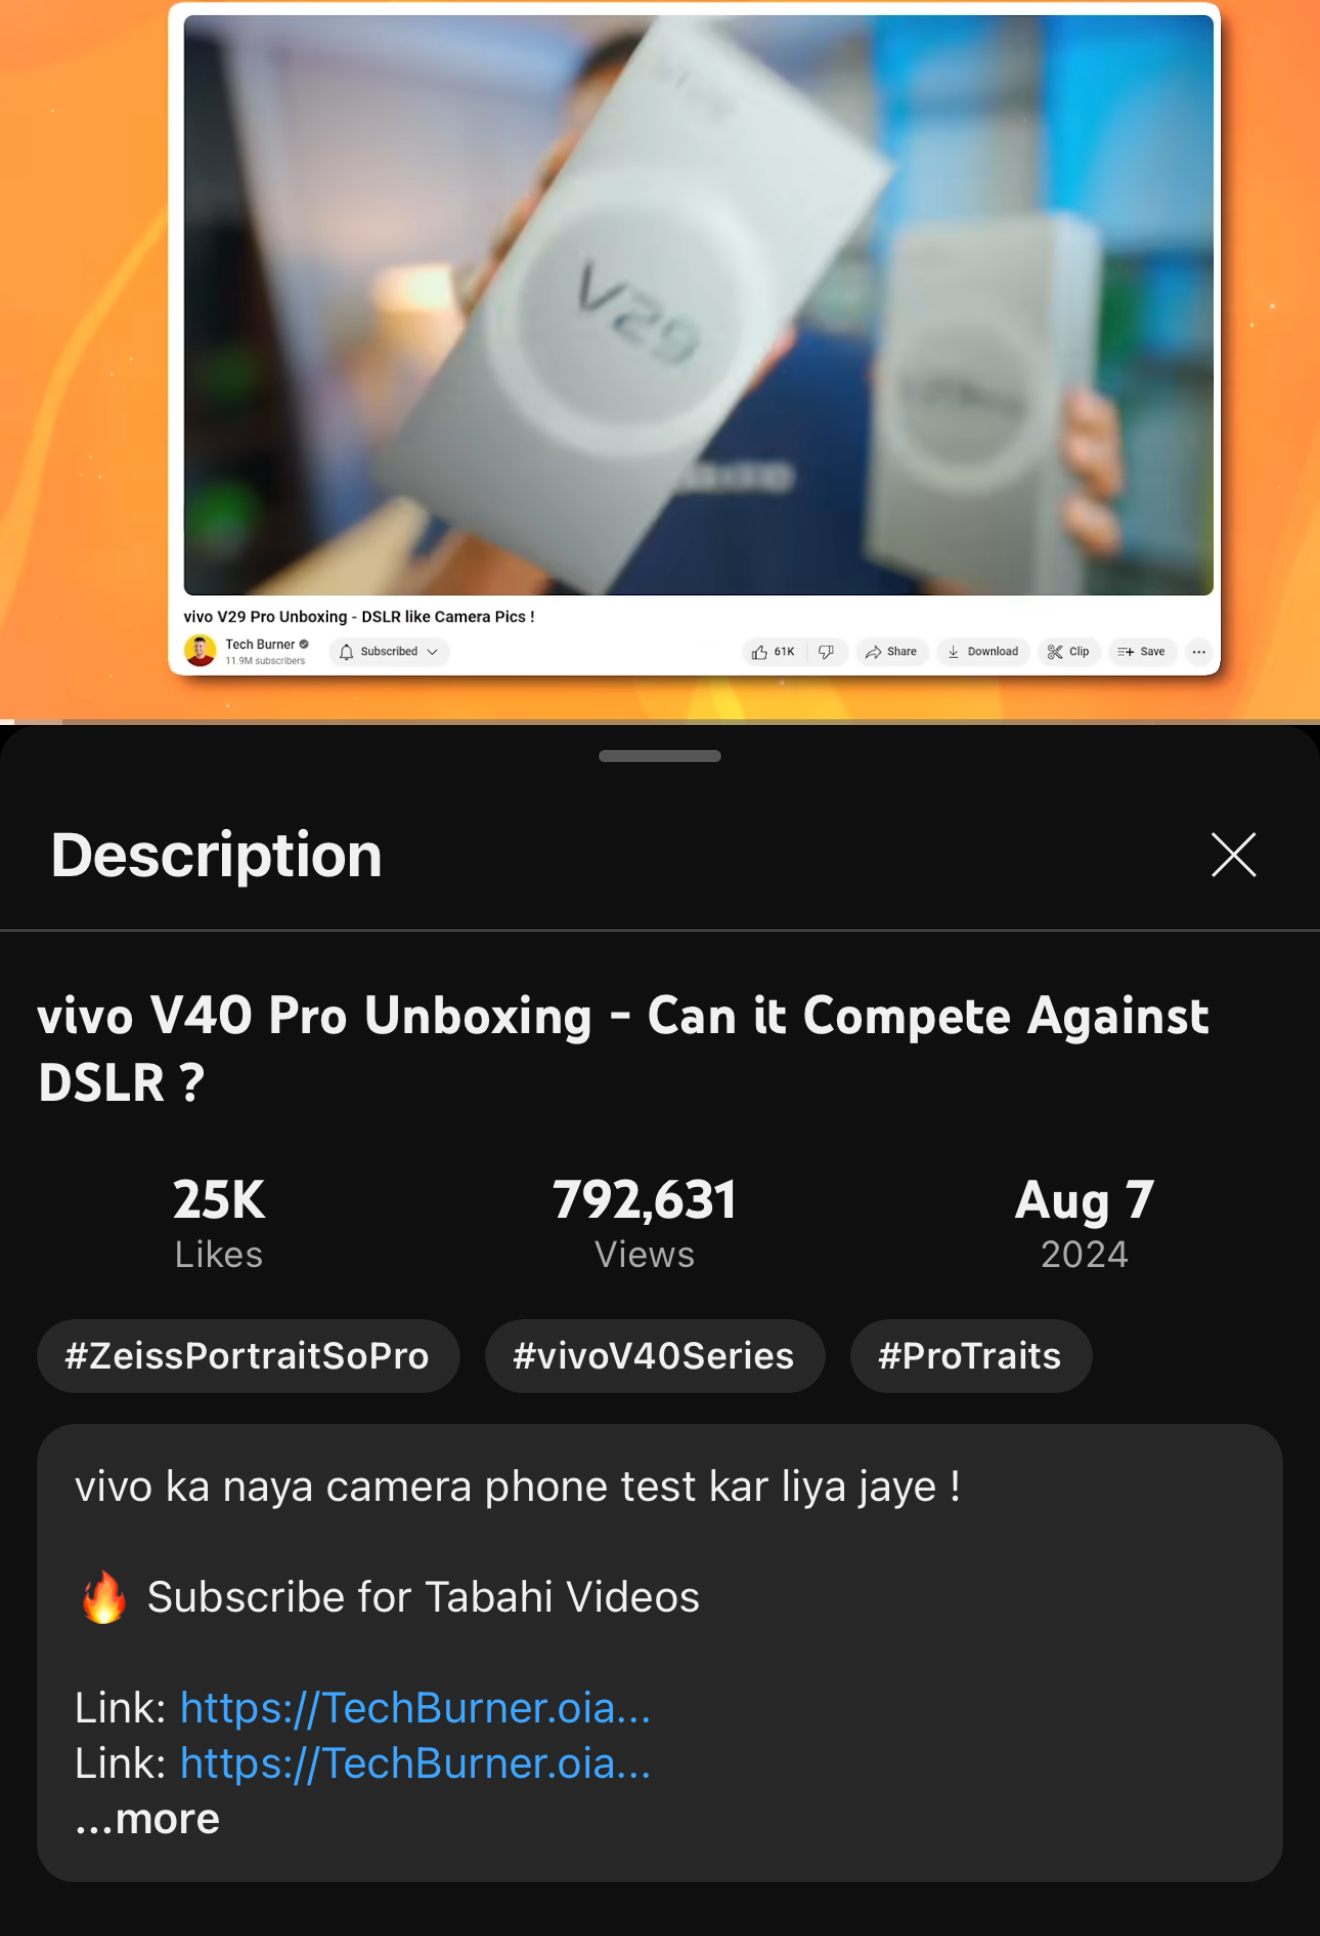 V29
V29
vivo V29 Pro Unboxing - DSLR like Camera Pics !
Tech Burner
11.9M subscribers
Subscribed
61K
Share
Download
Clip
Save
Description
vivo V40 Pro Unboxing - Can it Compete Against
DSLR ?
25K
792,631
Aug 7
Likes
Views
2024
#ZeissPortraitSoPro
#vivoV40Series
#ProTraits
vivo ka naya camera phone test kar liya jaye !
🔥 Subscribe for Tabahi Videos
Link: https://TechBurner.oia...
Link: https://TechBurner.oia...
...more